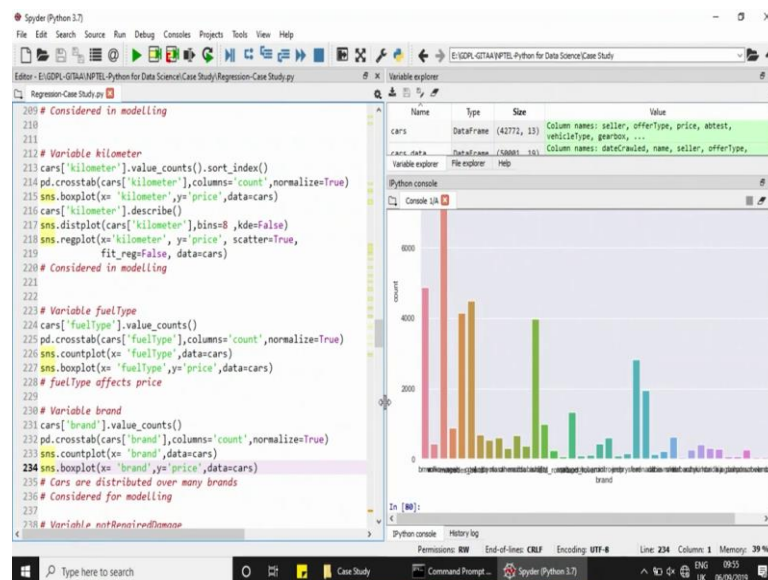 Spyder (Python 3.7)
File Edit Search Source Run Debug Consoles Projects Tools View Help
E:\GDPL-GITAA\NPTEL-Python for Data Science\Case Study
Editor - E:\GDPL-GITAA\NPTEL-Python for Data Science\Case Study\Regression-Case Study.py
Regression-Case Study.py
209 # Considered in modelling
210
211
212 # Variable kilometer
213 cars['kilometer'].value_counts().sort_index()
214 pd.crosstab(cars['kilometer'],columns='count',normalize=True)
215 sns.boxplot(x= 'kilometer',y='price',data=cars)
216 cars['kilometer'].describe()
217 sns.distplot(cars['kilometer'],bins=8 ,kde=False)
218 sns.regplot(x='kilometer', y='price', scatter=True,
219 fit_reg=False, data=cars)
220 # Considered in modelling
221
222
223 # Variable fuelType
224 cars['fuelType'].value_counts()
225 pd.crosstab(cars['fuelType'],columns='count',normalize=True)
226 sns.countplot(x= 'fuelType',data=cars)
227 sns.boxplot(x= 'fuelType',y='price',data=cars)
228 # fuelType affects price
229
230 # Variable brand
231 cars['brand'].value_counts()
232 pd.crosstab(cars['brand'],columns='count',normalize=True)
233 sns.countplot(x= 'brand',data=cars)
234 sns.boxplot(x= 'brand',y='price',data=cars)
235 # Cars are distributed over many brands
236 # Considered for modelling
237
238 # Variable notRepairedDamage
Variable explorer
Name Type Size Value
cars DataFrame (42772, 13) Column names: seller, offerType, price, abtest, vehicleType, gearbox, ...
cars_data DataFrame (50001, 19) Column names: dateCrawled, name, seller, offerType,
Variable explorer File explorer Help
IPython console
Console 1/A
6000
4000
2000
0
count
brand
In [80]:
IPython console History log
Permissions: RW End-of-lines: CRLF Encoding: UTF-8 Line: 234 Column: 1 Memory: 39 %
Type here to search
Case Study
Command Prompt ...
Spyder (Python 3.7)
ENG
UK
09:55
06/09/2019